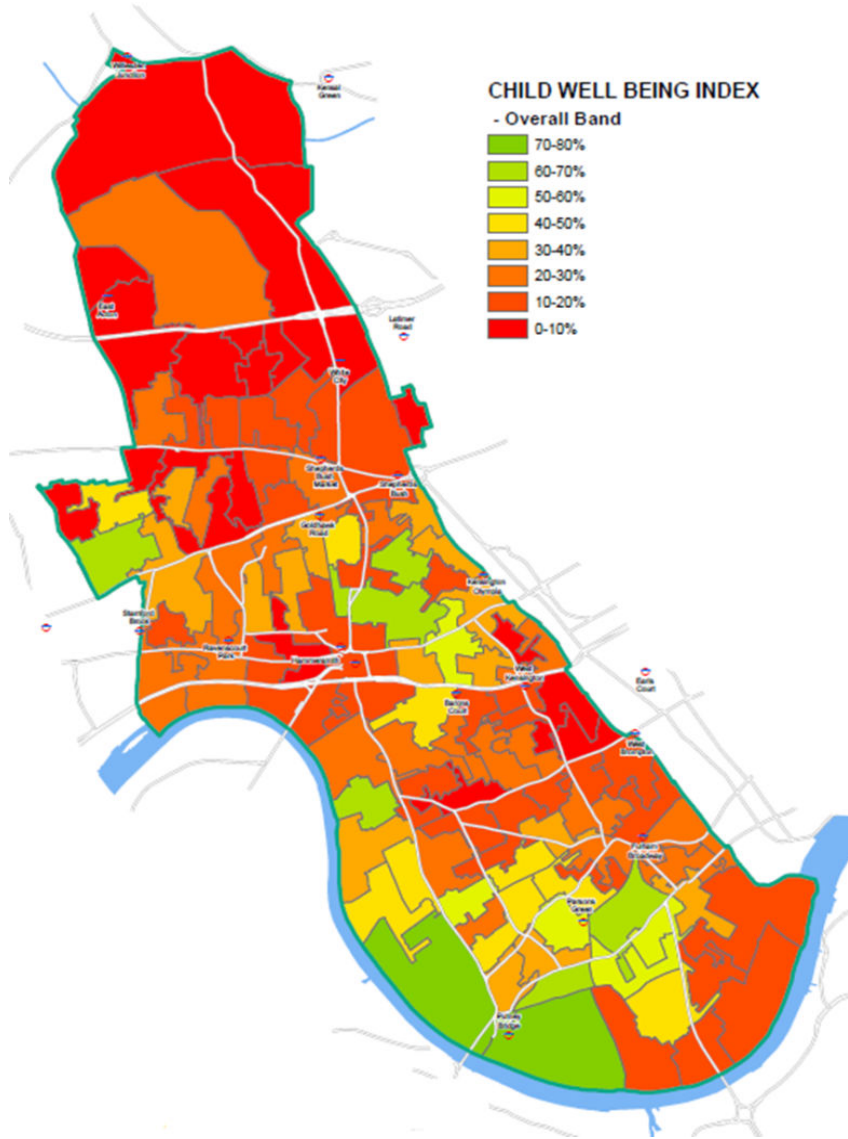 Willesden
Junction
Kensal
Green
CHILD WELL BEING INDEX
- Overall Band
70-80%
60-70%
50-60%
40-50%
30-40%
20-30%
10-20%
0-10%
East
Acton
Latimer
Road
White
City
Shepherds
Bush
Market
Shepherds
Bush
Goldhawk
Road
Kensington
Olympia
Stamford
Brook
Ravenscourt
Park
Hammersmith
West
Kensington
Earls
Court
Barons
Court
West
Brompton
Fulham
Broadway
Parsons
Green
Putney
Bridge